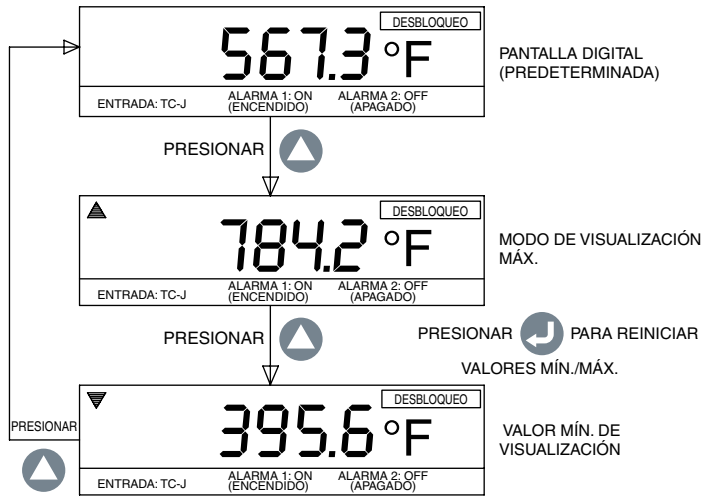 DESBLOQUEO
567.3 °F
ENTRADA: TC-J
ALARMA 1: ON
(ENCENDIDO)
ALARMA 2: OFF
(APAGADO)
PANTALLA DIGITAL
(PREDETERMINADA)
PRESIONAR
DESBLOQUEO
784.2 °F
ENTRADA: TC-J
ALARMA 1: ON
(ENCENDIDO)
ALARMA 2: OFF
(APAGADO)
MODO DE VISUALIZACIÓN
MÁX.
PRESIONAR
PRESIONAR PARA REINICIAR
VALORES MÍN./MÁX.
DESBLOQUEO
395.6 °F
ENTRADA: TC-J
ALARMA 1: ON
(ENCENDIDO)
ALARMA 2: OFF
(APAGADO)
VALOR MÍN. DE
VISUALIZACIÓN
PRESIONAR